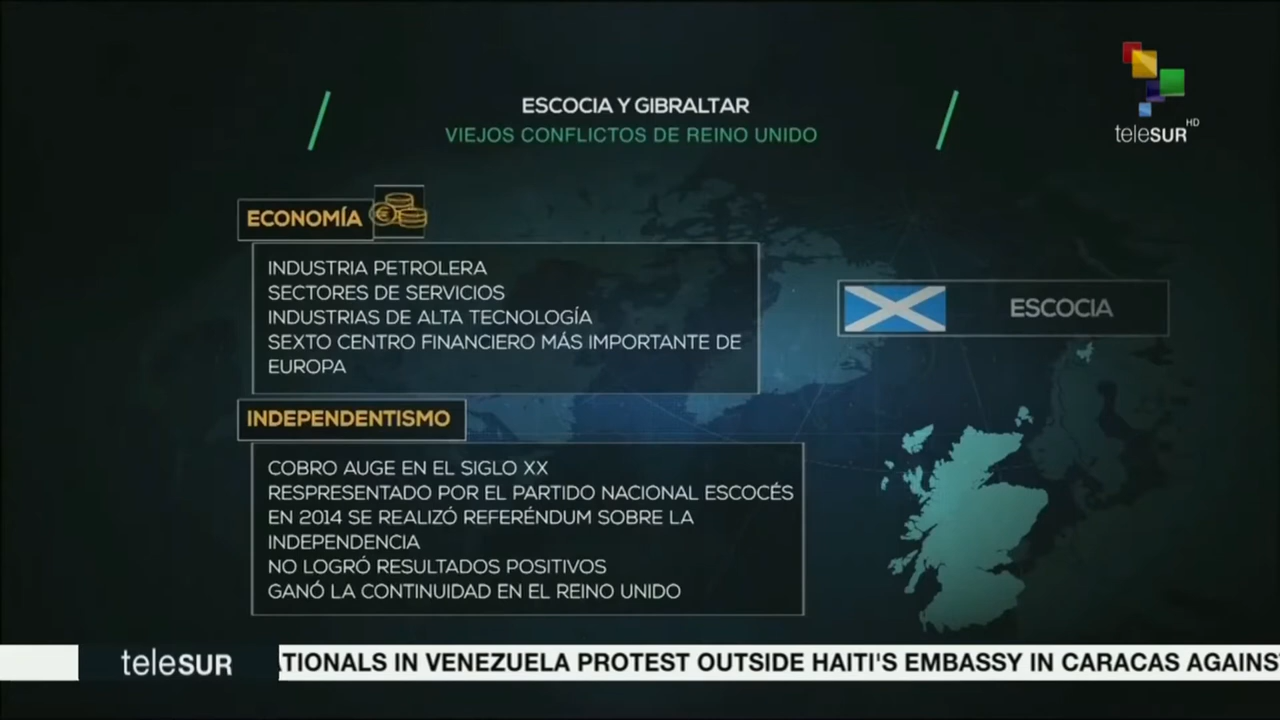 ESCOCIA Y GIBRALTAR
VIEJOS CONFLICTOS DE REINO UNIDO
teleSUR HD
ECONOMÍA
INDUSTRIA PETROLERA
SECTORES DE SERVICIOS
INDUSTRIAS DE ALTA TECNOLOGÍA
SEXTO CENTRO FINANCIERO MÁS IMPORTANTE DE
EUROPA
ESCOCIA
INDEPENDENTISMO
COBRO AUGE EN EL SIGLO XX
RESPRESENTADO POR EL PARTIDO NACIONAL ESCOCÉS
EN 2014 SE REALIZÓ REFERÉNDUM SOBRE LA
INDEPENDENCIA
NO LOGRÓ RESULTADOS POSITIVOS
GANÓ LA CONTINUIDAD EN EL REINO UNIDO
teleSUR
ATIONALS IN VENEZUELA PROTEST OUTSIDE HAITI'S EMBASSY IN CARACAS AGAINS